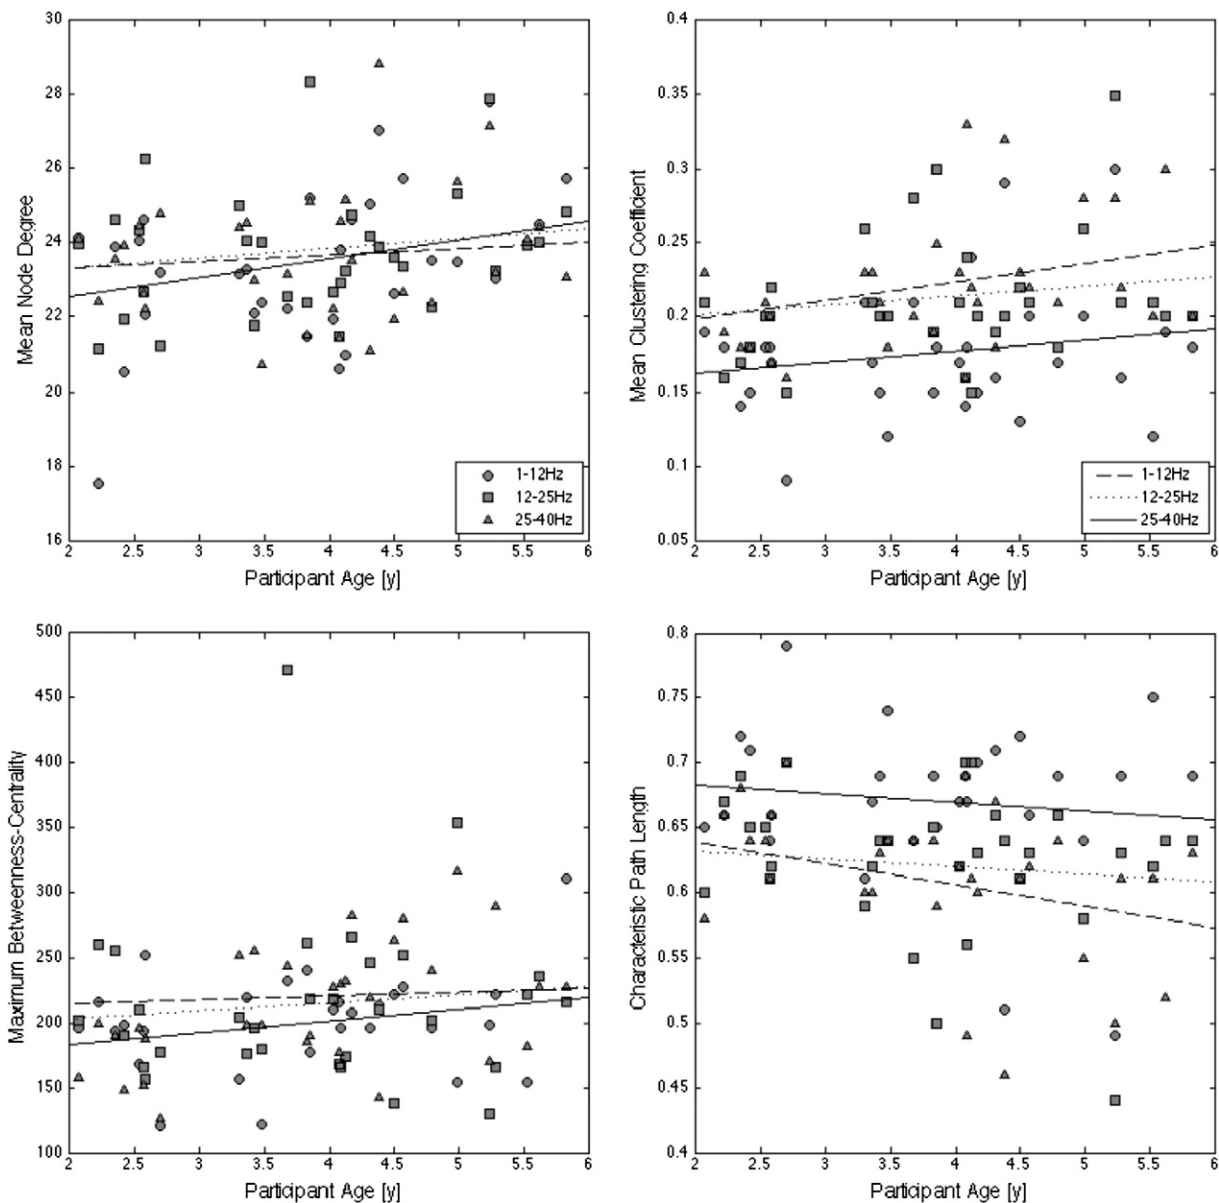 30
28
26
24
22
20
18
16
Mean Node Degree
1-12Hz
12-25Hz
25-40Hz
2 2.5 3 3.5 4 4.5 5 5.5 6
Participant Age [y]
0.4
0.35
0.3
0.25
0.2
0.15
0.1
0.05
Mean Clustering Coefficient
1-12Hz
12-25Hz
25-40Hz
2 2.5 3 3.5 4 4.5 5 5.5 6
Participant Age [y]
500
450
400
350
300
250
200
150
100
Maximum Betweenness-Centrality
2 2.5 3 3.5 4 4.5 5 5.5 6
Participant Age [y]
0.8
0.75
0.7
0.65
0.6
0.55
0.5
0.45
0.4
Characteristic Path Length
2 2.5 3 3.5 4 4.5 5 5.5 6
Participant Age [y]